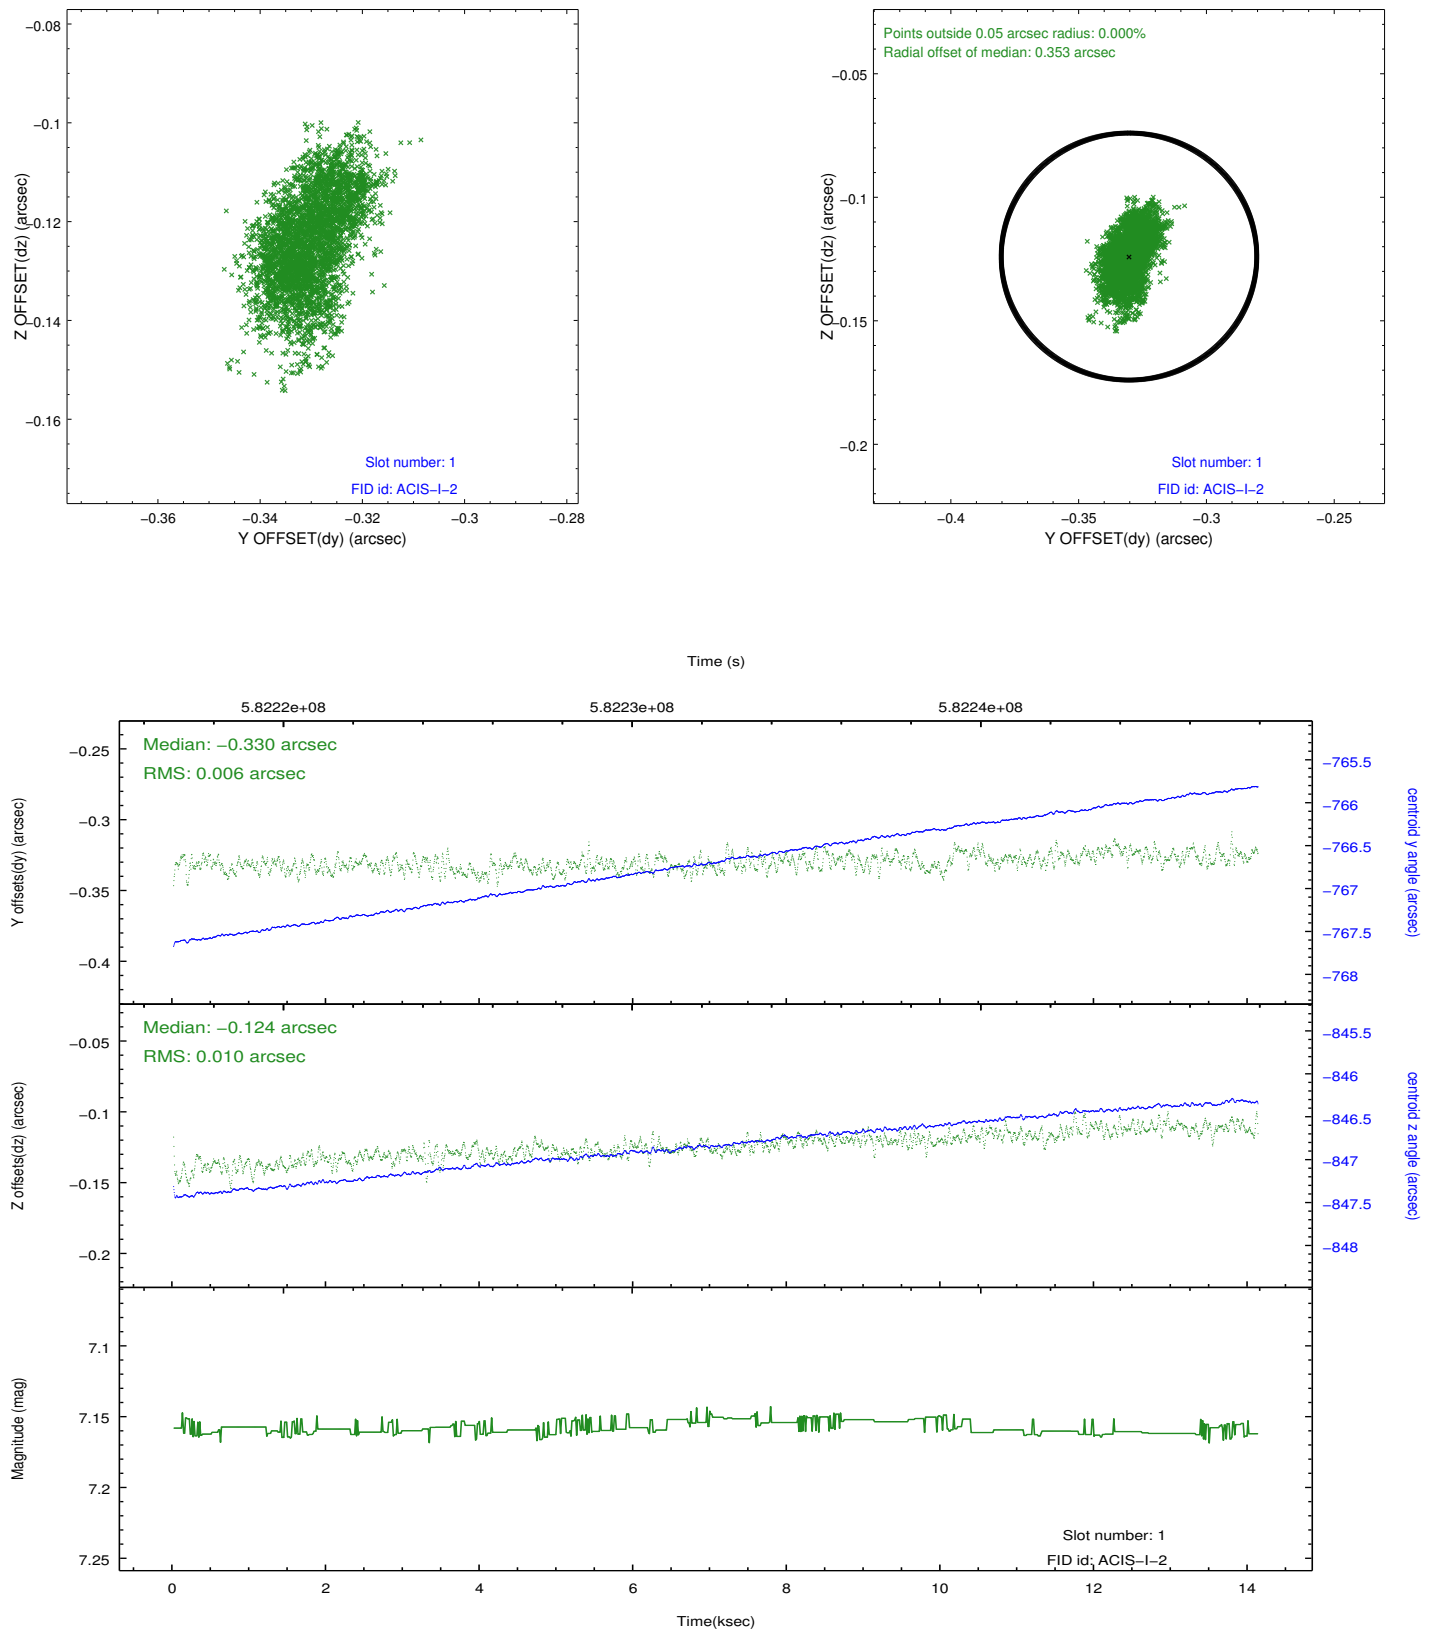 −0.08
−0.1
−0.12
−0.14
−0.16
Z OFFSET(dz) (arcsec)
Slot number: 1
FID id: ACIS−I−2
−0.36
−0.34
−0.32
−0.3
−0.28
Y OFFSET(dy) (arcsec)
Points outside 0.05 arcsec radius: 0.000%
Radial offset of median: 0.353 arcsec
−0.05
−0.1
−0.15
−0.2
Z OFFSET(dz) (arcsec)
Slot number: 1
FID id: ACIS−I−2
−0.4
−0.35
−0.3
−0.25
Y OFFSET(dy) (arcsec)
Time (s)
5.8222e+08
5.8223e+08
5.8224e+08
Median: −0.330 arcsec
RMS: 0.006 arcsec
−0.25
−0.3
−0.35
−0.4
Y offsets(dy) (arcsec)
−765.5
−766
−766.5
−767
−767.5
−768
centroid y angle (arcsec)
Median: −0.124 arcsec
RMS: 0.010 arcsec
−0.05
−0.1
−0.15
−0.2
Z offsets(dz) (arcsec)
−845.5
−846
−846.5
−847
−847.5
−848
centroid z angle (arcsec)
7.1
7.15
7.2
7.25
Magnitude (mag)
Slot number: 1
FID id: ACIS−I−2
0
2
4
6
8
10
12
14
Time(ksec)